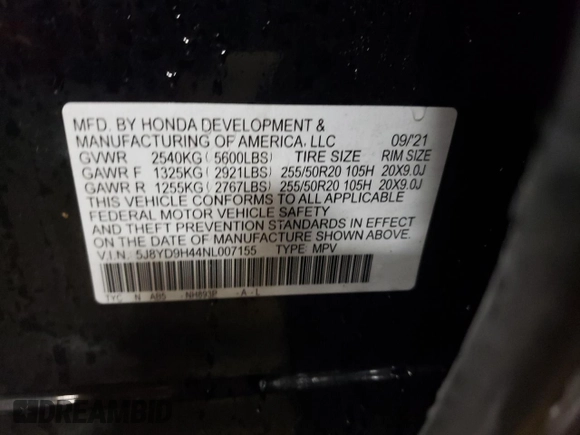 MFD. BY HONDA DEVELOPMENT &
MANUFACTURING OF AMERICA, LLC 09/'21
GVWR 2540KG ( 5600LBS) TIRE SIZE RIM SIZE
GAWR F 1325KG ( 2921LBS) 255/50R20 105H 20X9.0J
GAWR R 1255KG ( 2767LBS) 255/50R20 105H 20X9.0J
THIS VEHICLE CONFORMS TO ALL APPLICABLE
FEDERAL MOTOR VEHICLE SAFETY
AND THEFT PREVENTION STANDARDS IN EFFECT
ON THE DATE OF MANUFACTURE SHOWN ABOVE.
V.I.N. 5J8YD9H44NL007155 TYPE: MPV
TYC N A85 NH893P -A-L
DREAMBID